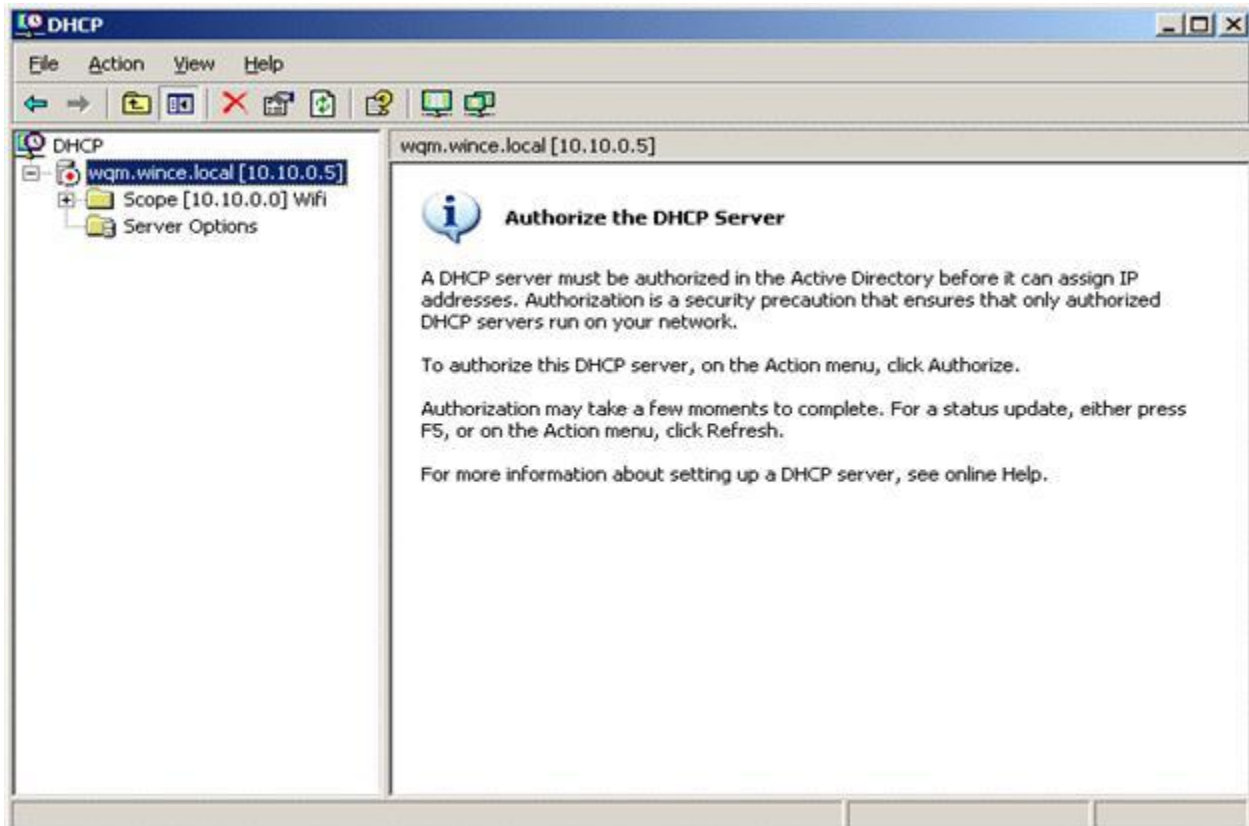 DHCP
File Action View Help
DHCP
wqm.wince.local [10.10.0.5]
Scope [10.10.0.0] Wifi
Server Options
wqm.wince.local [10.10.0.5]
Authorize the DHCP Server
A DHCP server must be authorized in the Active Directory before it can assign IP
addresses. Authorization is a security precaution that ensures that only authorized
DHCP servers run on your network.
To authorize this DHCP server, on the Action menu, click Authorize.
Authorization may take a few moments to complete. For a status update, either press
F5, or on the Action menu, click Refresh.
For more information about setting up a DHCP server, see online Help.